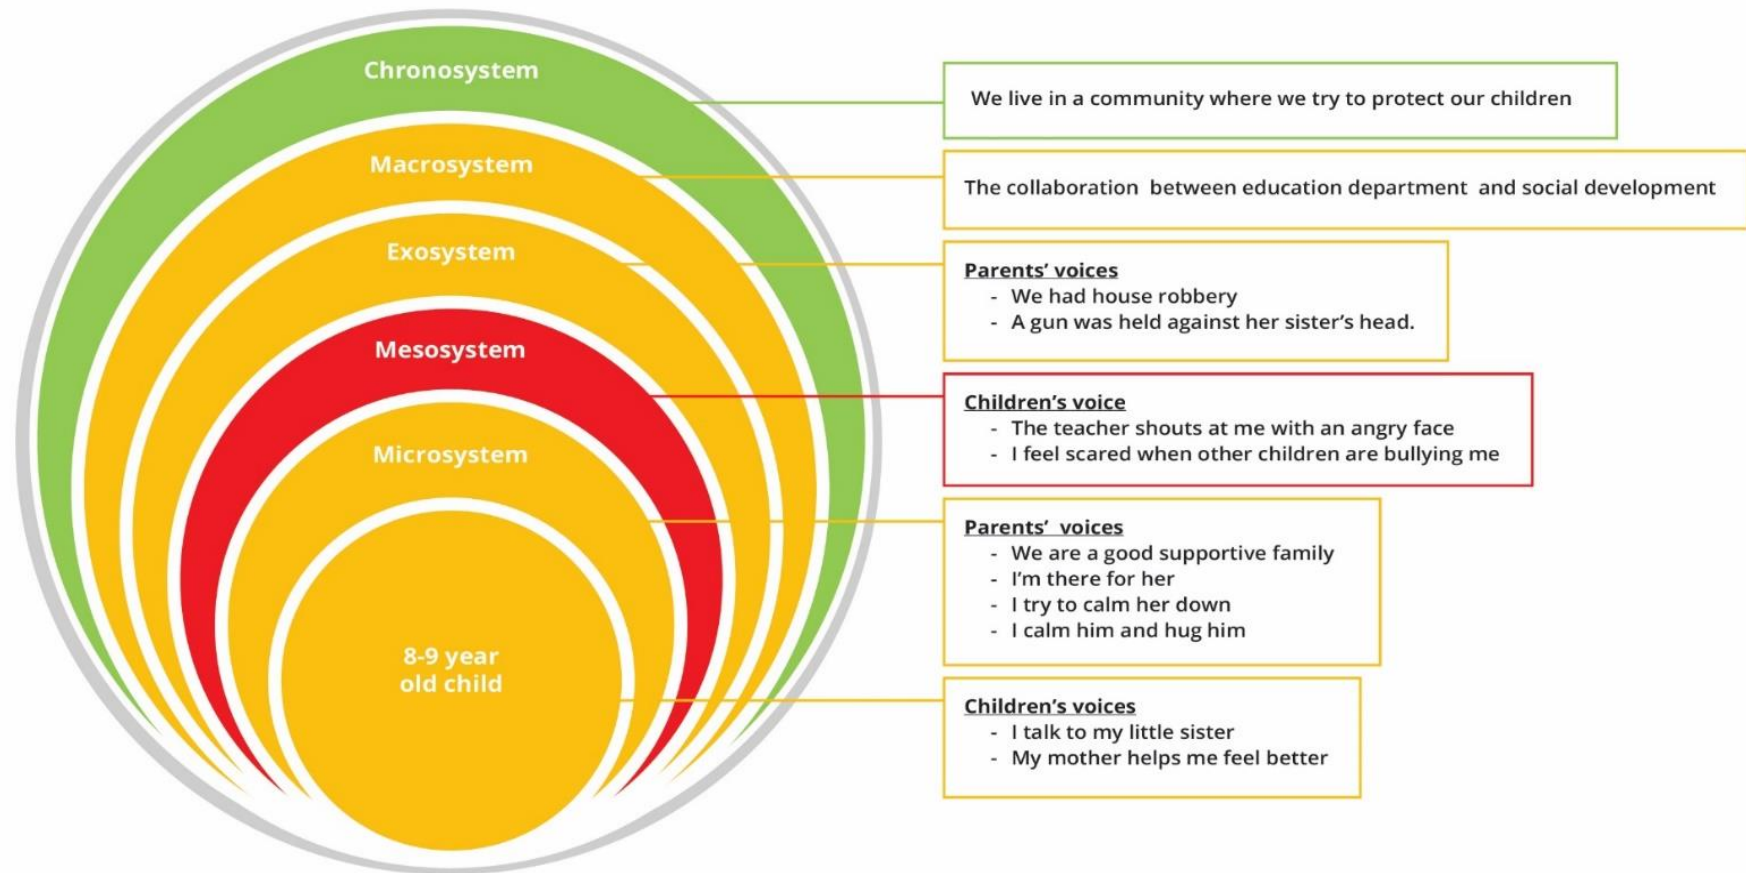 Chronosystem
Macrosystem
Exosystem
Mesosystem
Microsystem
8-9 year
old child
We live in a community where we try to protect our children
The collaboration between education department and social development
Parents' voices
- We had house robbery
- A gun was held against her sister's head.
Children's voice
- The teacher shouts at me with an angry face
- I feel scared when other children are bullying me
Parents' voices
- We are a good supportive family
- I'm there for her
- I try to calm her down
- I calm him and hug him
Children's voices
- I talk to my little sister
- My mother helps me feel better